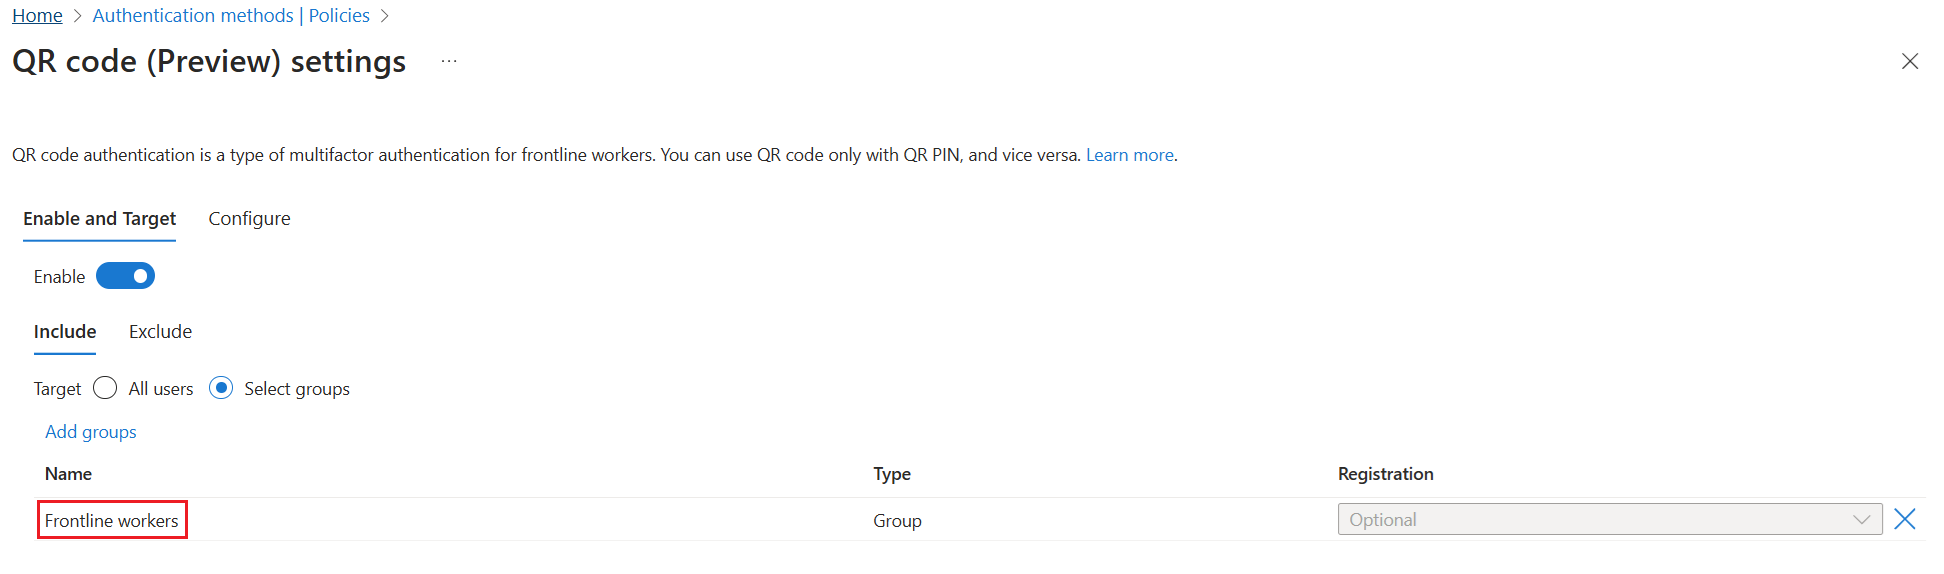 Home > Authentication methods | Policies >
QR code (Preview) settings ...
QR code authentication is a type of multifactor authentication for frontline workers. You can use QR code only with QR PIN, and vice versa. Learn more.
Enable and Target Configure
Enable
Include Exclude
Target All users Select groups
Add groups
Name Type Registration
Frontline workers Group Optional